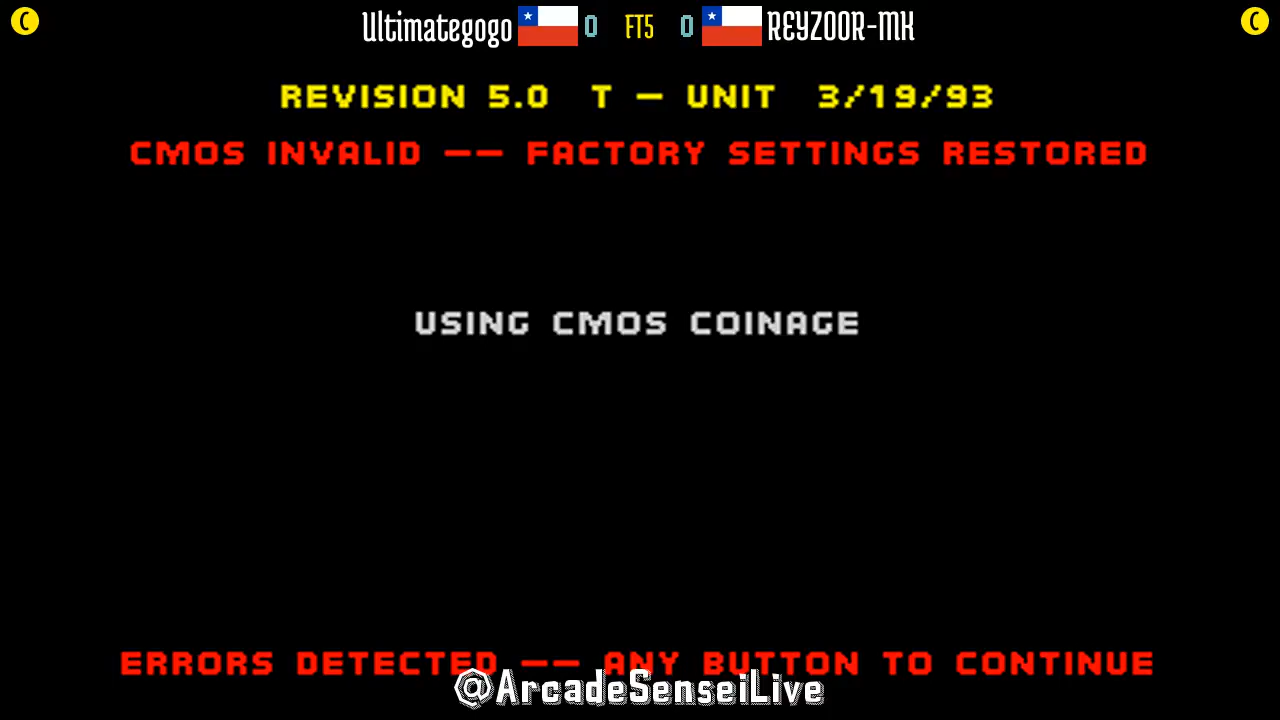 C Ultimategogo 0 FT5 0 REYZOOR-MK C
REVISION 5.0 T - UNIT 3/19/93
CMOS INVALID -- FACTORY SETTINGS RESTORED
USING CMOS COINAGE
ERRORS DETECTED -- ANY BUTTON TO CONTINUE
@ArcadeSenseiLive